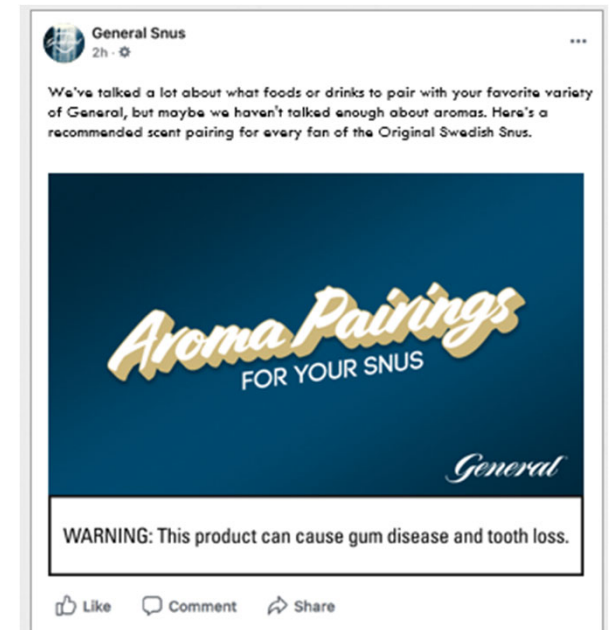 General Snus
2h ·
We've talked a lot about what foods or drinks to pair with your favorite variety
of General, but maybe we haven't talked enough about aromas. Here's a
recommended scent pairing for every fan of the Original Swedish Snus.
Aroma Pairings
FOR YOUR SNUS
General
WARNING: This product can cause gum disease and tooth loss.
Like Comment Share